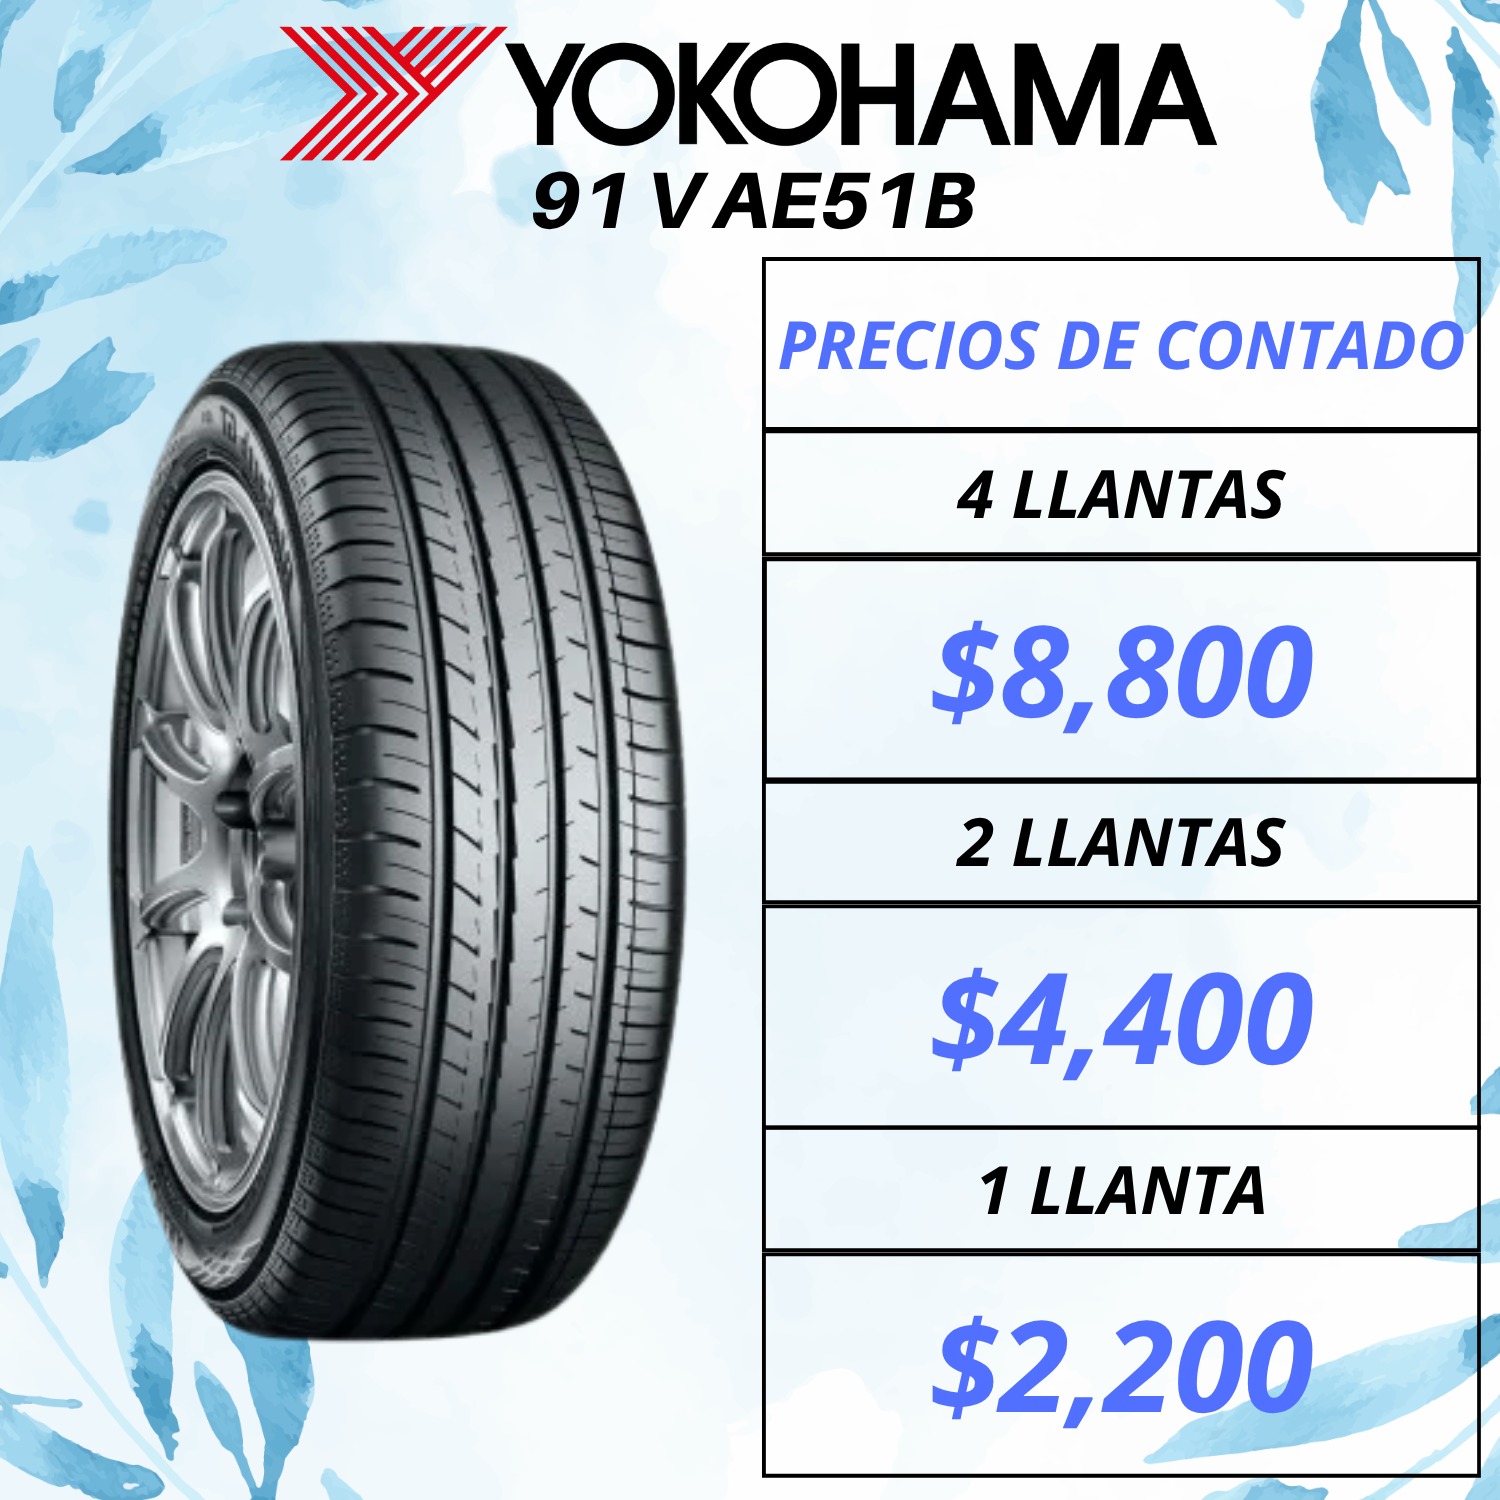 YOKOHAMA
91 V AE51B
PRECIOS DE CONTADO
4 LLANTAS
$8,800
2 LLANTAS
$4,400
1 LLANTA
$2,200